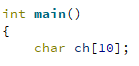 int main()
{
    char ch[10];